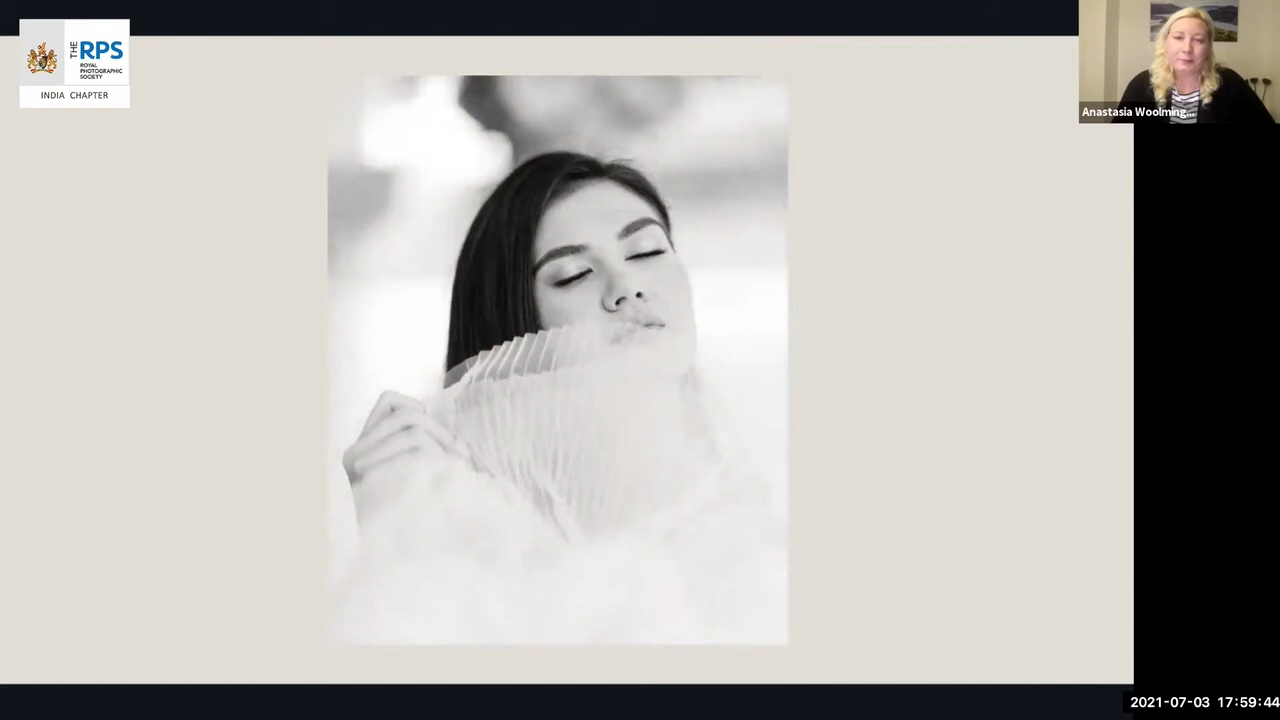 THE RPS
ROYAL
PHOTOGRAPHIC
SOCIETY
INDIA CHAPTER
Anastasia Woolming...
2021-07-03 17:59:44